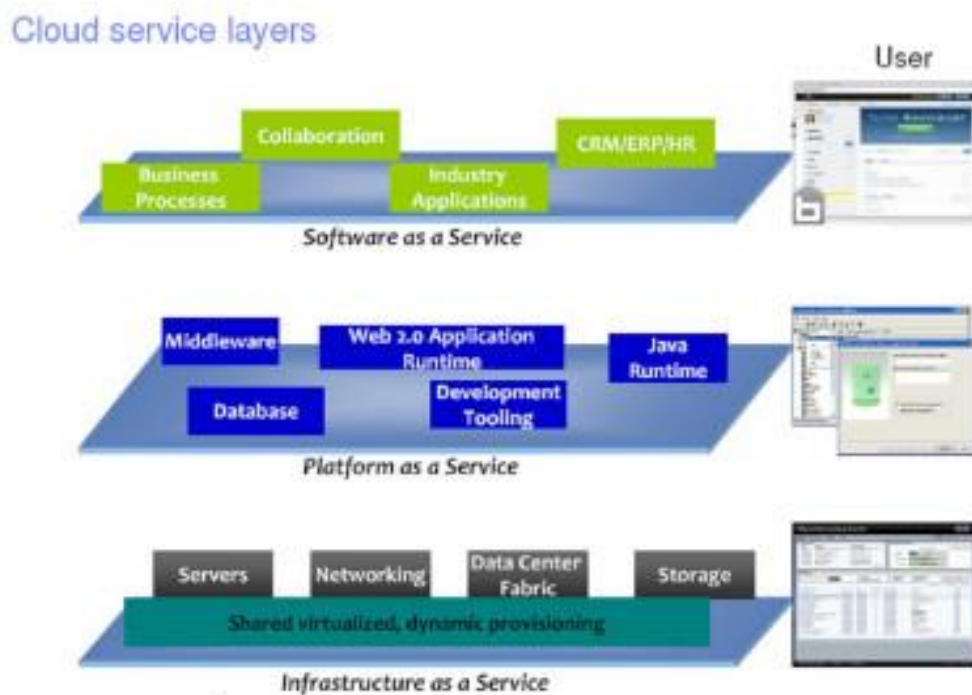 Cloud service layers
User
Collaboration
CRM/ERP/HR
Business
Processes
Industry
Applications
Software as a Service
Middleware
Web 2.0 Application
Runtime
Java
Runtime
Database
Development
Tooling
Platform as a Service
Servers
Networking
Data Center
Fabric
Storage
Shared virtualized, dynamic provisioning
Infrastructure as a Service